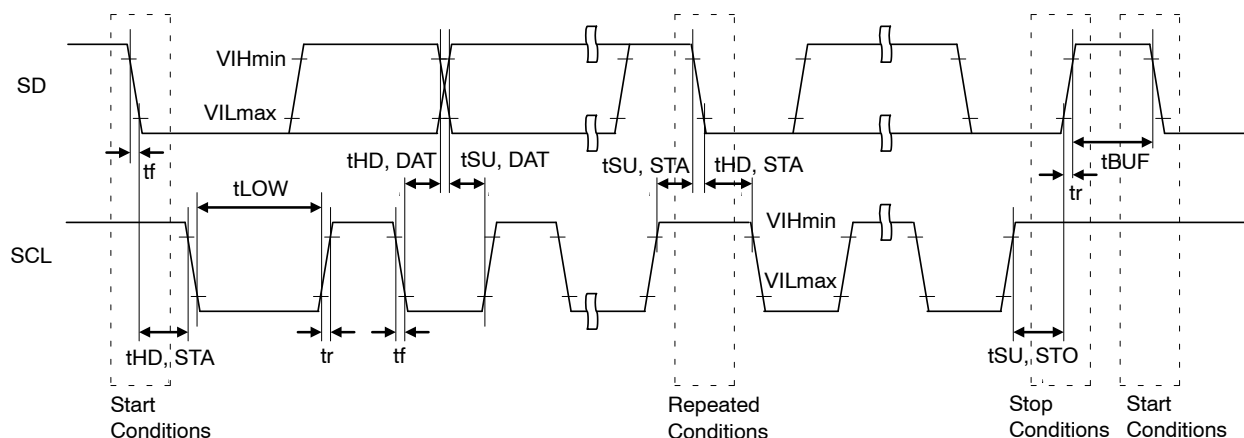 VIHmin
SD
VILmax
tf
tHD, DAT
tSU, DAT
tSU, STA
tHD, STA
tBUF
tr
tLOW
VIHmin
SCL
VILmax
tHD, STA
tr
tf
tSU, STO
Start
Conditions
Repeated
Conditions
Stop
Conditions
Start
Conditions